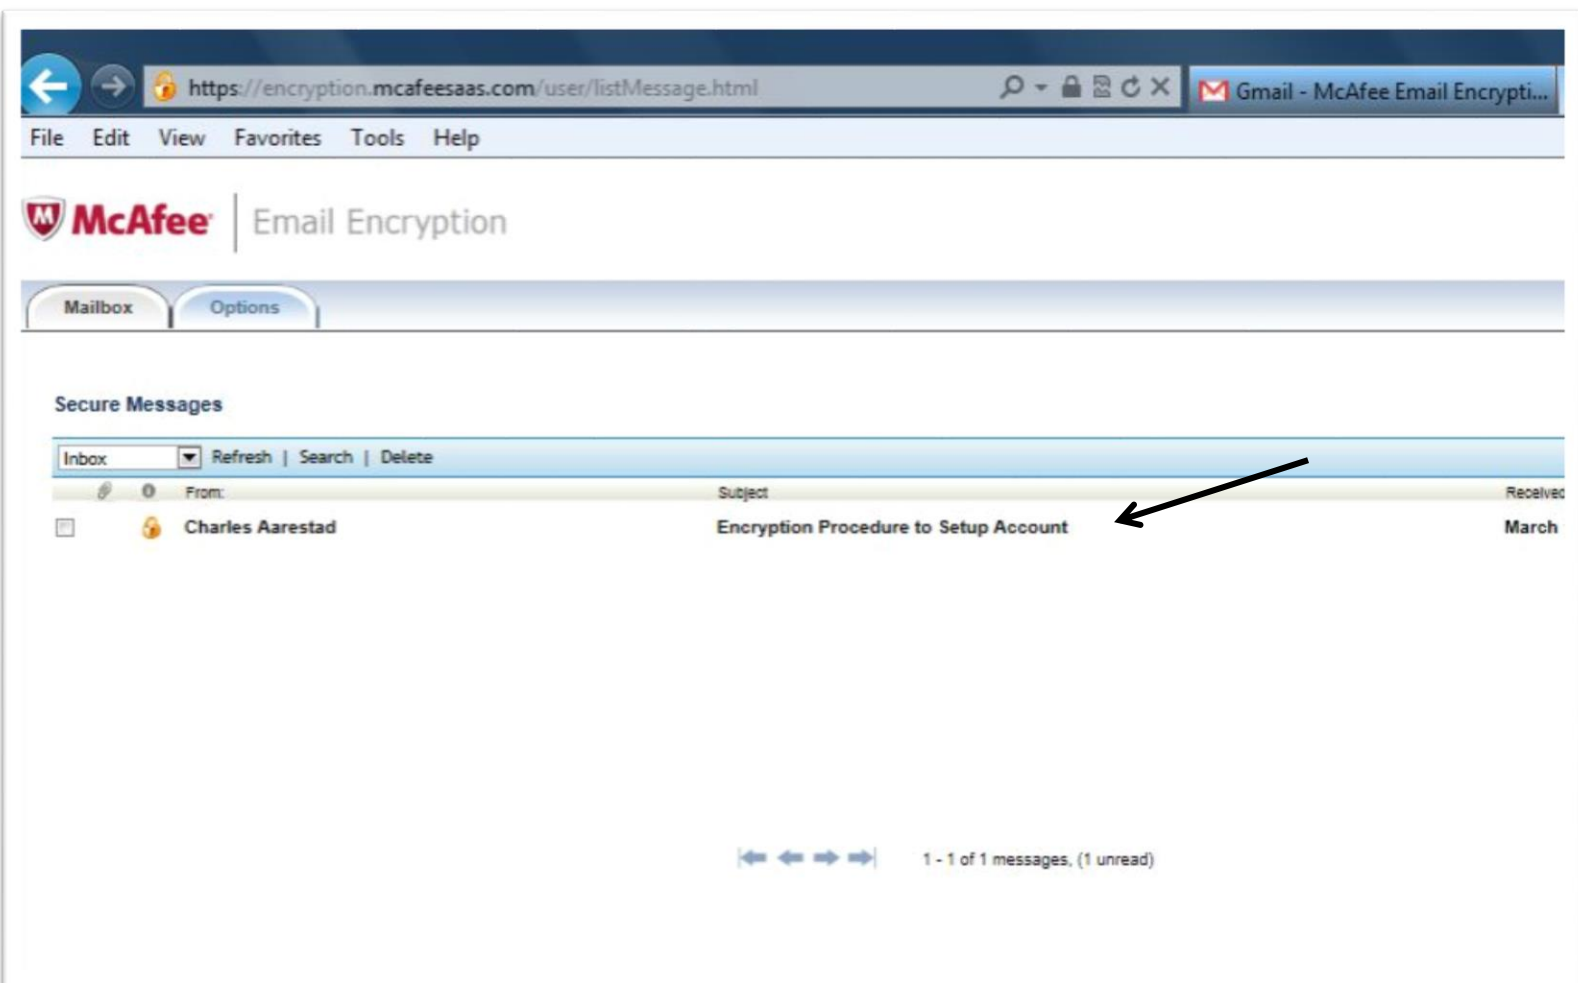 https://encryption.mcafeesaas.com/user/listMessage.html
Gmail - McAfee Email Encrypti...
File Edit View Favorites Tools Help
McAfee Email Encryption
Mailbox Options
Secure Messages
Inbox Refresh | Search | Delete
From: Subject Received
Charles Aarestad Encryption Procedure to Setup Account March
1 - 1 of 1 messages, (1 unread)